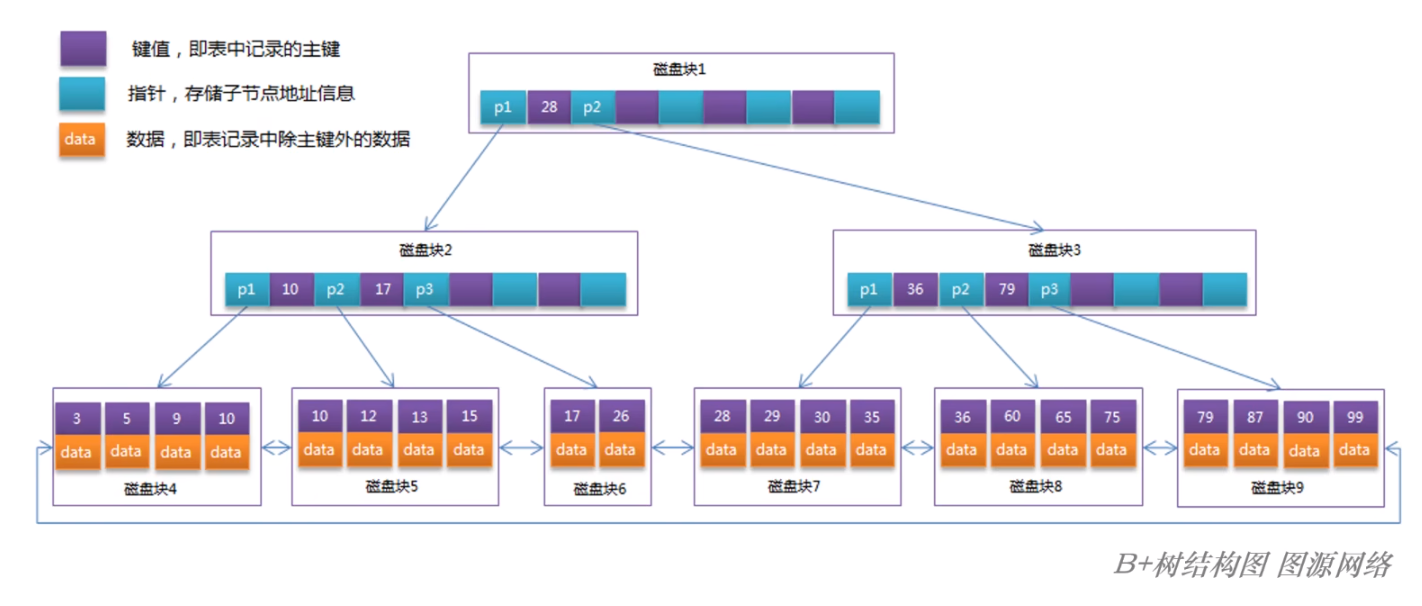 键值，即表中记录的主键
指针，存储子节点地址信息
data 数据，即表记录中除主键外的数据
磁盘块1
p1 28 p2
磁盘块2
p1 10 p2 17 p3
磁盘块3
p1 36 p2 79 p3
3 5 9 10
data data data data
磁盘块4
10 12 13 15
data data data data
磁盘块5
17 26
data data
磁盘块6
28 29 30 35
data data data data
磁盘块7
36 60 65 75
data data data data
磁盘块8
79 87 90 99
data data data data
磁盘块9
B+树结构图 图源网络